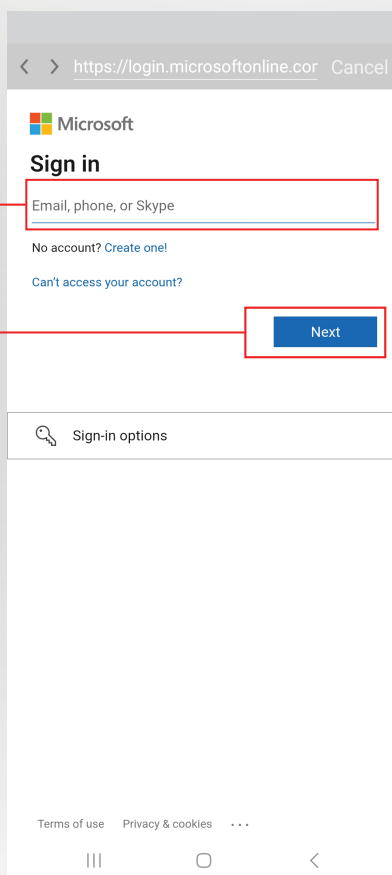 https://login.microsoftonline.cor Cancel
Microsoft
Sign in
Email, phone, or Skype
No account? Create one!
Can't access your account?
Next
Sign-in options
Terms of use Privacy & cookies ...